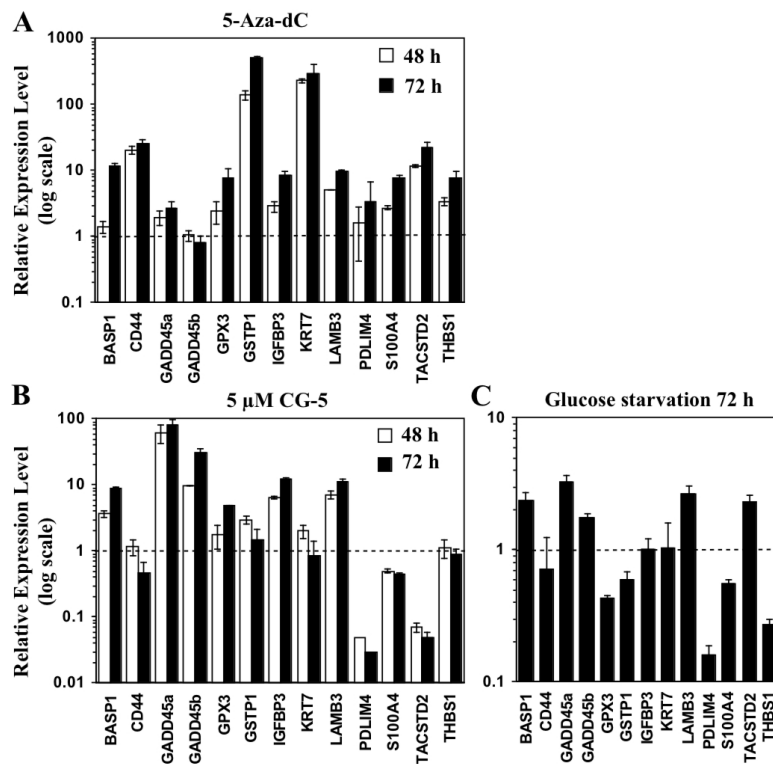 A
5-Aza-dC
Relative Expression Level
(log scale)
1000
100
10
1
0.1
48 h
72 h
BASP1
CD44
GADD45a
GADD45b
GPX3
GSTP1
IGFBP3
KRT7
LAMB3
PDLIM4
S100A4
TACSTD2
THBS1
B
5 μM CG-5
Relative Expression Level
(log scale)
100
10
1
0.1
0.01
48 h
72 h
BASP1
CD44
GADD45a
GADD45b
GPX3
GSTP1
IGFBP3
KRT7
LAMB3
PDLIM4
S100A4
TACSTD2
THBS1
C
Glucose starvation 72 h
10
1
0.1
BASP1
CD44
GADD45a
GADD45b
GPX3
GSTP1
IGFBP3
KRT7
LAMB3
PDLIM4
S100A4
TACSTD2
THBS1